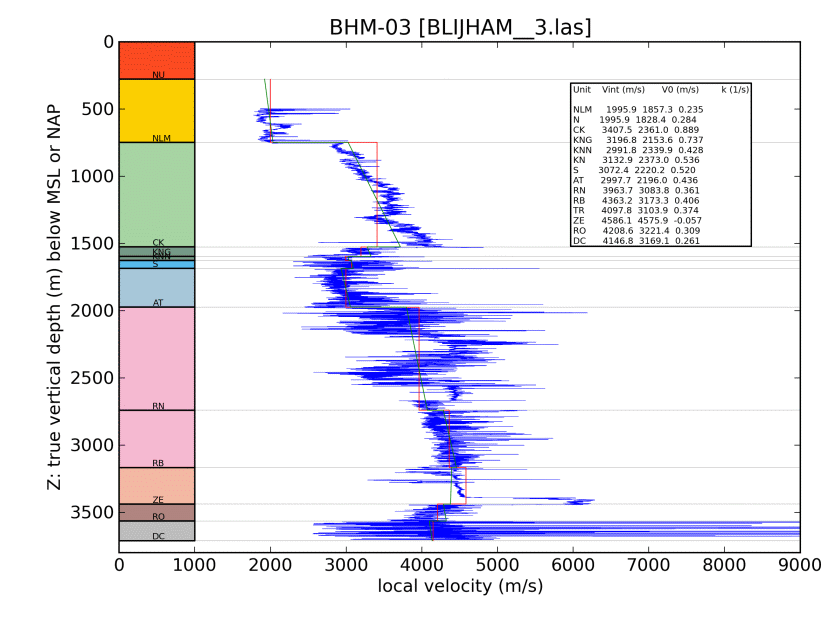 BHM-03 [BLIJHAM__3.las]
0
500
1000
1500
2000
2500
3000
3500
Z: true vertical depth (m) below MSL or NAP
NU
NLM
CK
KNG
KNN
S
AT
RN
RB
ZE
RO
DC
Unit Vint (m/s) V0 (m/s) k (1/s)
NLM 1995.9 1857.3 0.235
N 1995.9 1828.4 0.284
CK 3407.5 2361.0 0.889
KNG 3196.8 2153.6 0.737
KNN 2991.8 2339.9 0.428
KN 3132.9 2373.0 0.536
S 3072.4 2220.2 0.520
AT 2997.7 2196.0 0.436
RN 3963.7 3083.8 0.361
RB 4363.2 3173.3 0.406
TR 4097.8 3103.9 0.374
ZE 4586.1 4575.9 -0.057
RO 4208.6 3221.4 0.309
DC 4146.8 3169.1 0.261
0 1000 2000 3000 4000 5000 6000 7000 8000 9000
local velocity (m/s)